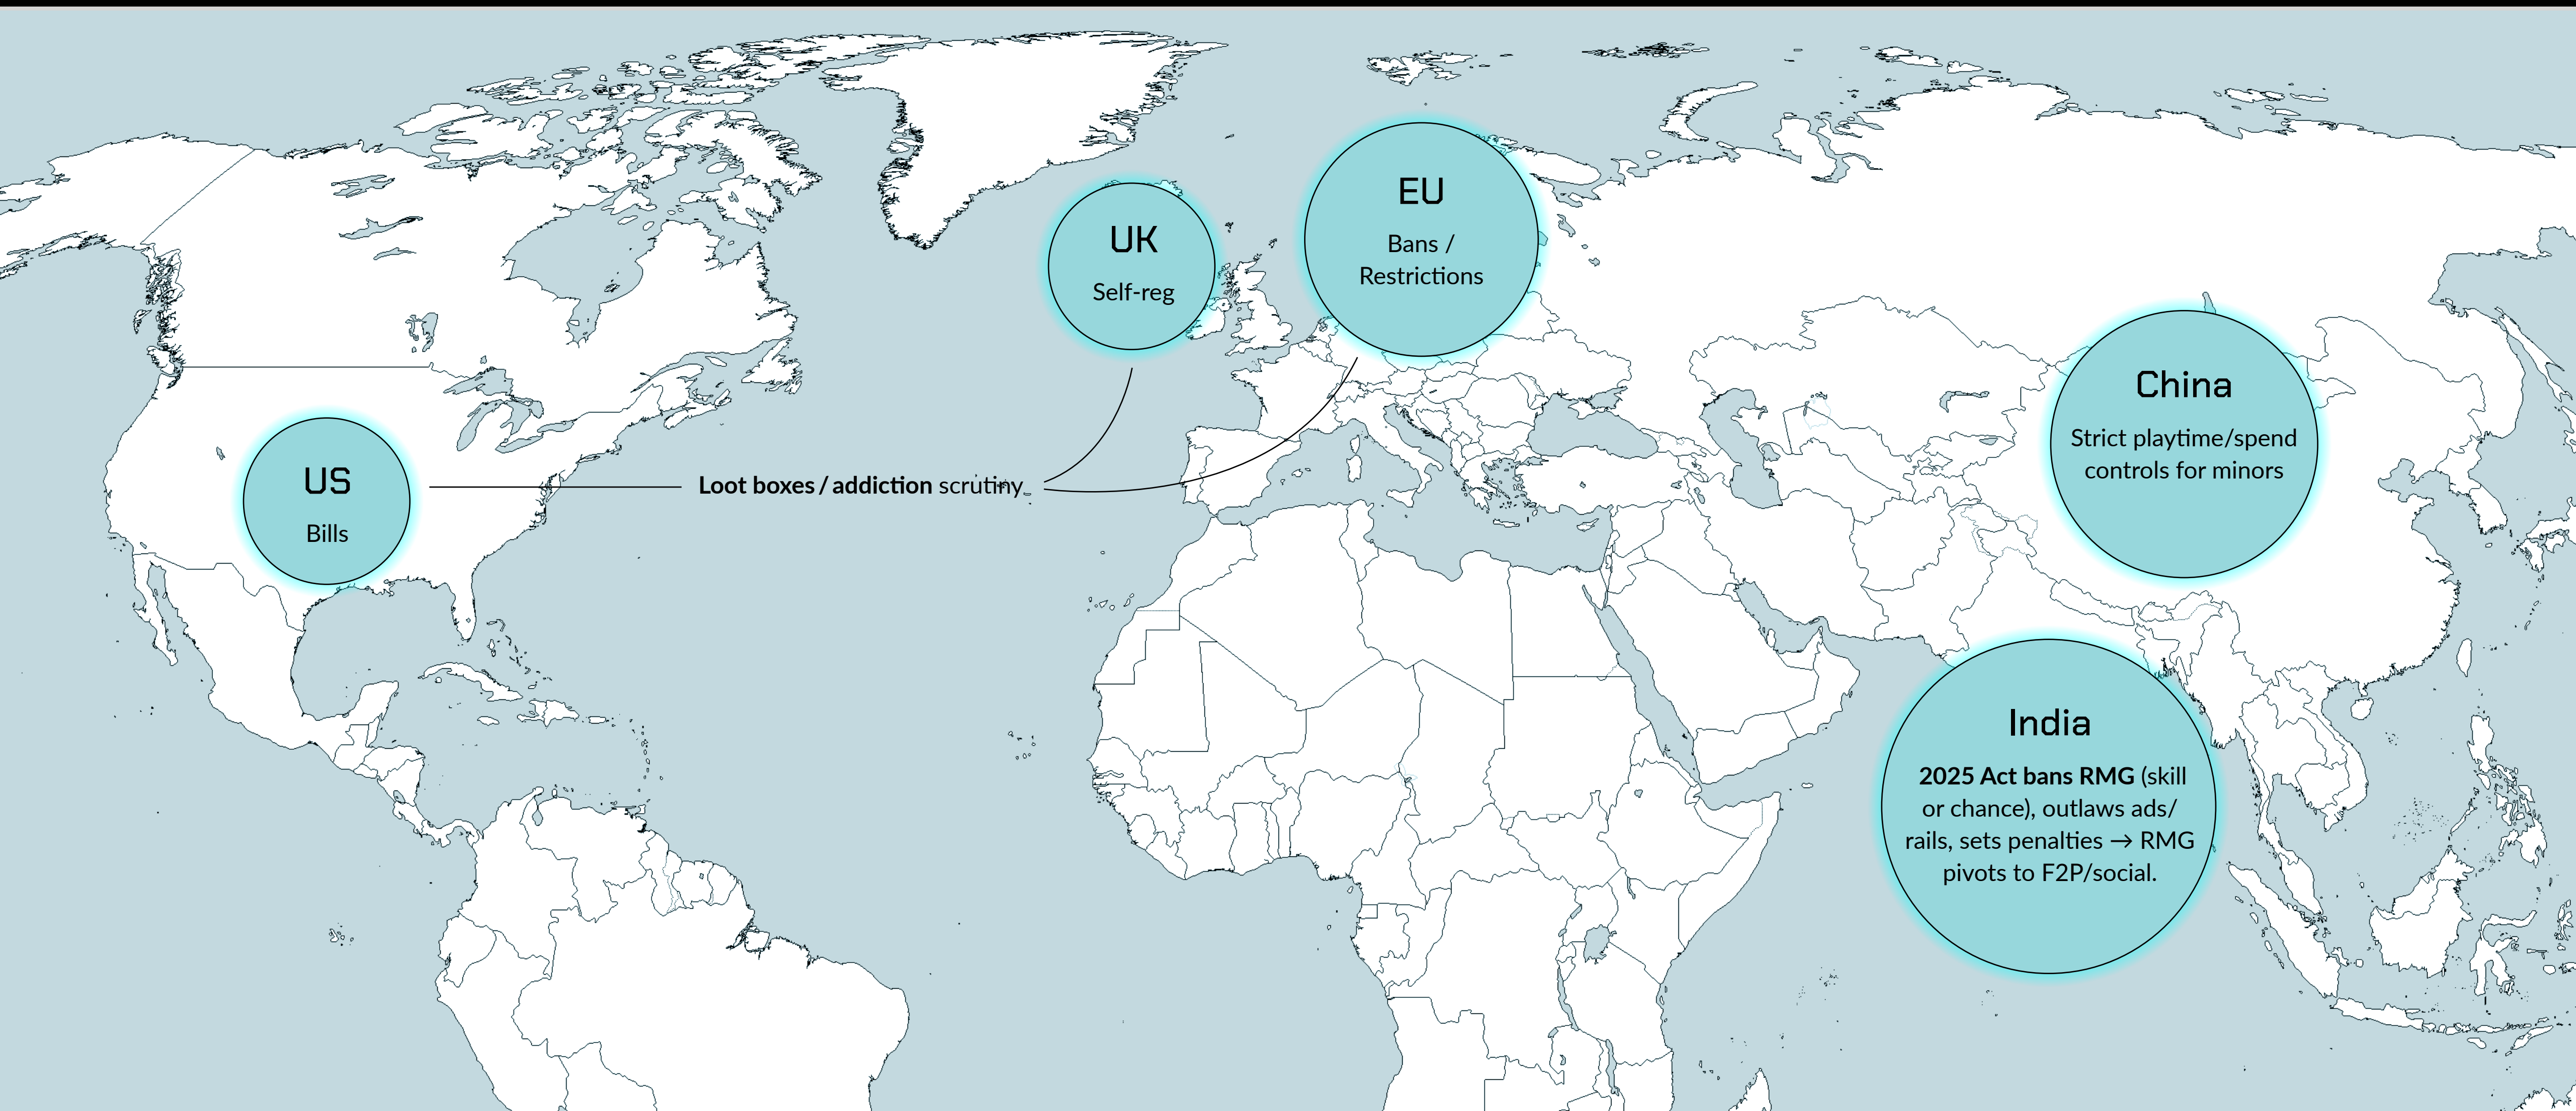 US
Bills
Loot boxes / addiction scrutiny
UK
Self-reg
EU
Bans /
Restrictions
China
Strict playtime/spend
controls for minors
India
2025 Act bans RMG (skill
or chance), outlaws ads/
rails, sets penalties → RMG
pivots to F2P/social.